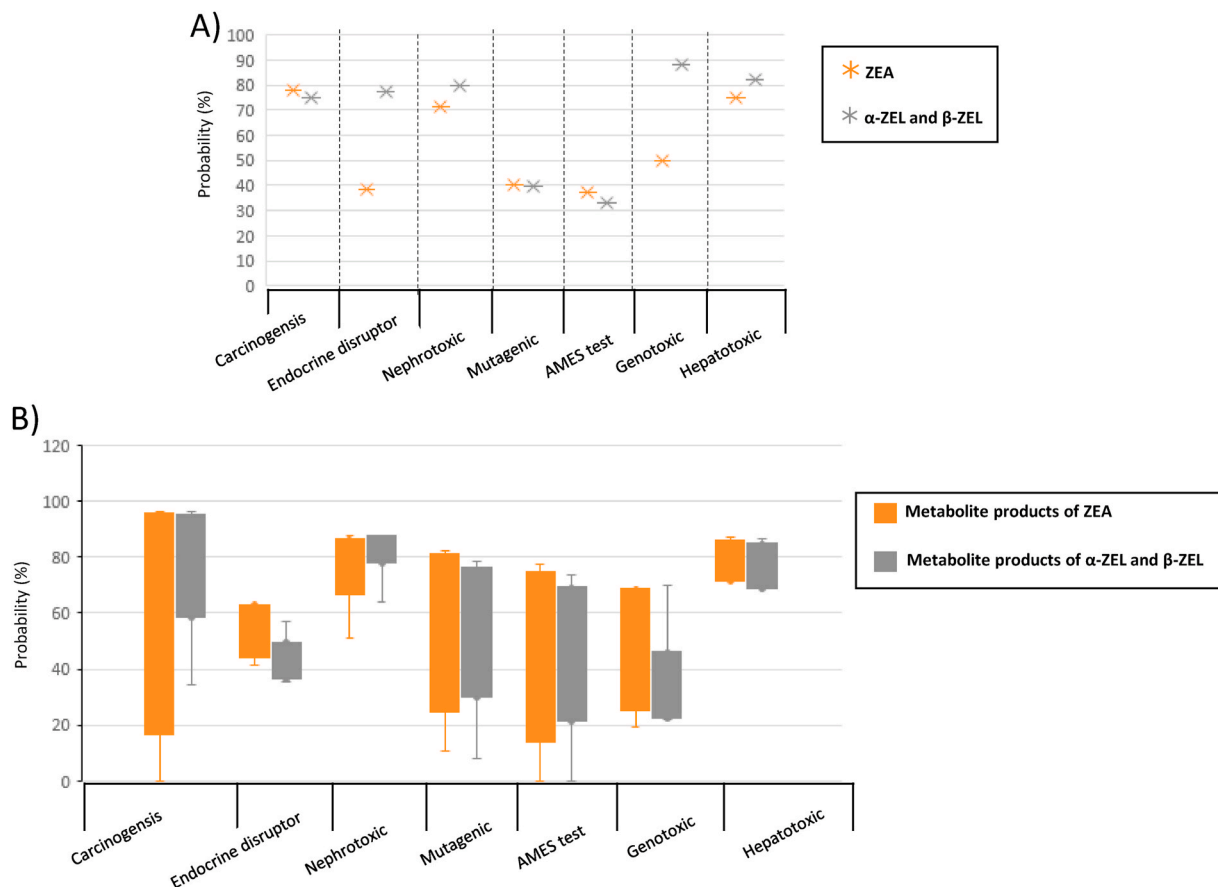 A)
Probability (%)
100
90
80
70
60
50
40
30
20
10
0
Carcinogensis
Endocrine disruptor
Nephrotoxic
Mutagenic
AMES test
Genotoxic
Hepatotoxic
ZEA
α-ZEL and β-ZEL
B)
Probability (%)
120
100
80
60
40
20
0
Carcinogensis
Endocrine disruptor
Nephrotoxic
Mutagenic
AMES test
Genotoxic
Hepatotoxic
Metabolite products of ZEA
Metabolite products of α-ZEL and β-ZEL